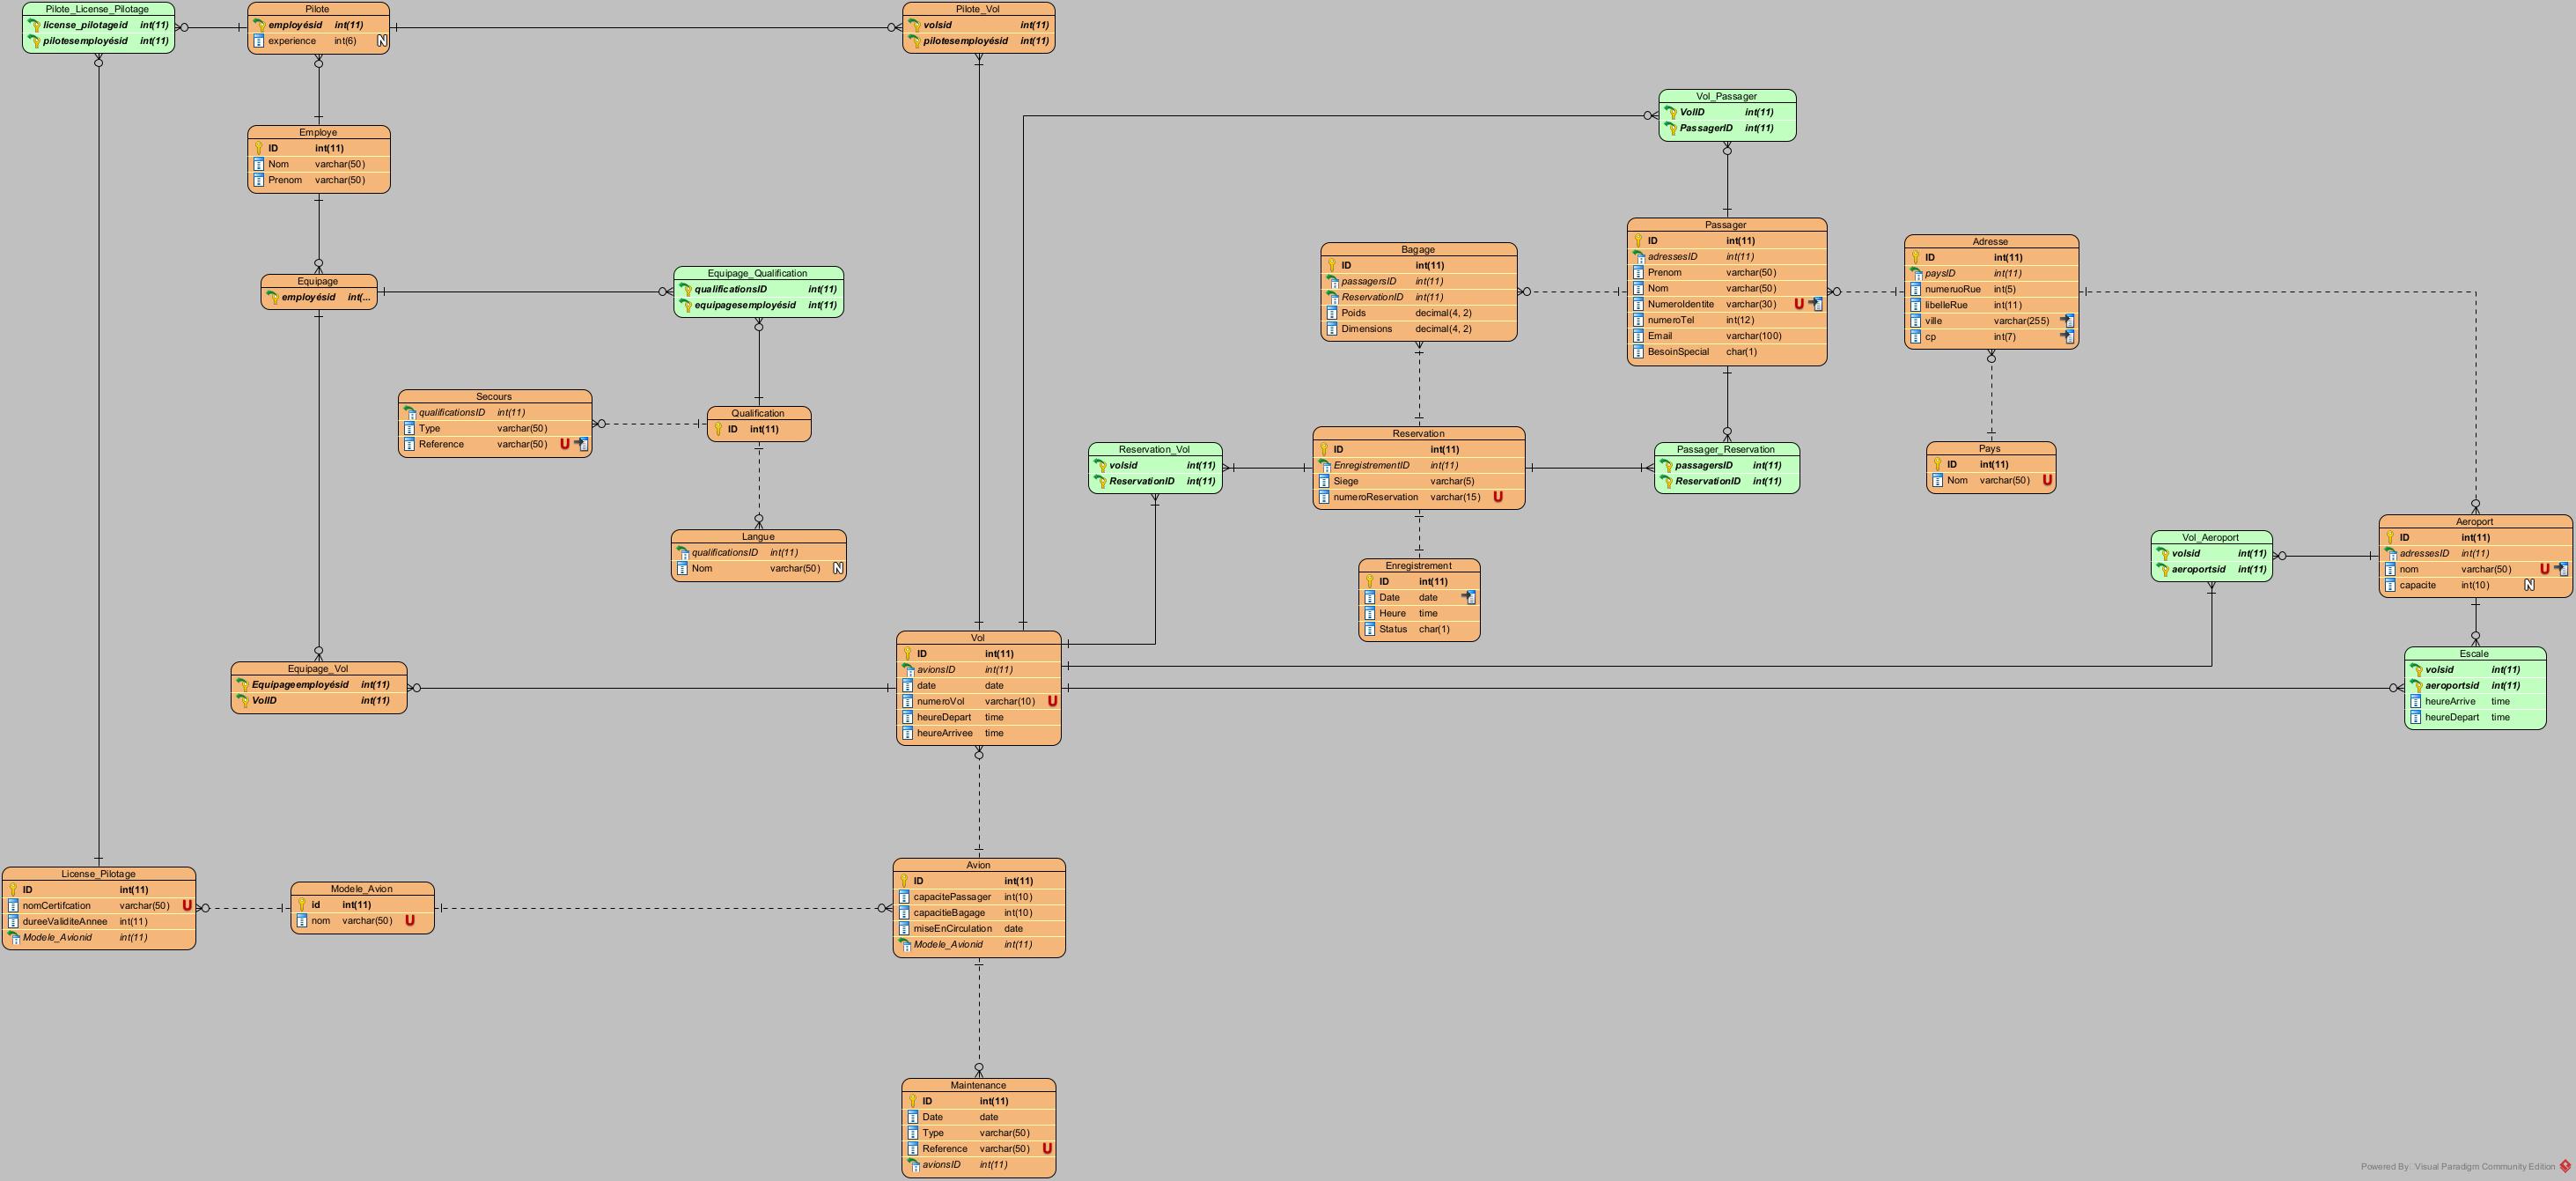 Pilote_License_Pilotage
license_pilotageid int(11)
pilotesemployésid int(11)
Pilote
employésid int(11)
experience int(6) N
Pilote_Vol
volsid int(11)
pilotesemployésid int(11)
Vol_Passager
VolID int(11)
PassagerID int(11)
Employe
ID int(11)
Nom varchar(50)
Prenom varchar(50)
Passager
ID int(11)
adressesID int(11)
Prenom varchar(50)
Nom varchar(50)
NumeroIdentite varchar(30) U
numeroTel int(12)
Email varchar(100)
BesoinSpecial char(1)
Bagage
ID int(11)
passagersID int(11)
ReservationID int(11)
Poids decimal(4, 2)
Dimensions decimal(4, 2)
Adresse
ID int(11)
paysID int(11)
numeruoRue int(5)
libelleRue int(11)
ville varchar(255)
cp int(7)
Equipage
employésid int(...
Equipage_Qualification
qualificationsID int(11)
equipagesemployésid int(11)
Secours
qualificationsID int(11)
Type varchar(50)
Reference varchar(50) U
Qualification
ID int(11)
Reservation_Vol
volsid int(11)
ReservationID int(11)
Reservation
ID int(11)
EnregistrementID int(11)
Siege varchar(5)
numeroReservation varchar(15) U
Passager_Reservation
passagersID int(11)
ReservationID int(11)
Pays
ID int(11)
Nom varchar(50) U
Langue
qualificationsID int(11)
Nom varchar(50) N
Enregistrement
ID int(11)
Date date
Heure time
Status char(1)
Vol_Aeroport
volsid int(11)
aeroportsid int(11)
Aeroport
ID int(11)
adressesID int(11)
nom varchar(50) U
capacite int(10) N
Equipage_Vol
Equipageemployésid int(11)
VolID int(11)
Vol
ID int(11)
avionsID int(11)
date date
numeroVol varchar(10) U
heureDepart time
heureArrivee time
Escale
volsid int(11)
aeroportsid int(11)
heureArrive time
heureDepart time
License_Pilotage
ID int(11)
nomCertifcation varchar(50) U
dureeValiditeAnnee int(11)
Modele_Avionid int(11)
Modele_Avion
id int(11)
nom varchar(50) U
Avion
ID int(11)
capacitePassager int(10)
capacitieBagage int(10)
miseEnCirculation date
Modele_Avionid int(11)
Maintenance
ID int(11)
Date date
Type varchar(50)
Reference varchar(50) U
avionsID int(11)
Powered By Visual Paradigm Community Edition